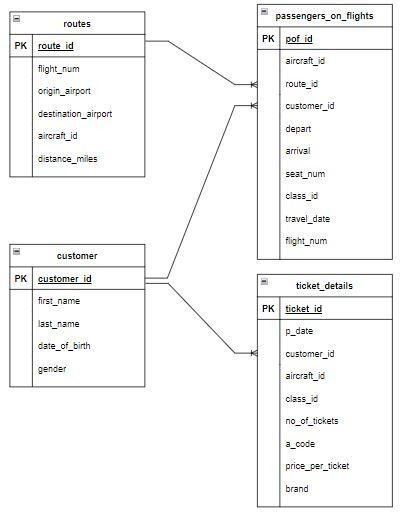 routes
PK route_id
flight_num
origin_airport
destination_airport
aircraft_id
distance_miles
passengers_on_flights
PK pof_id
aircraft_id
route_id
customer_id
depart
arrival
seat_num
class_id
travel_date
flight_num
customer
PK customer_id
first_name
last_name
date_of_birth
gender
ticket_details
PK ticket_id
p_date
customer_id
aircraft_id
class_id
no_of_tickets
a_code
price_per_ticket
brand